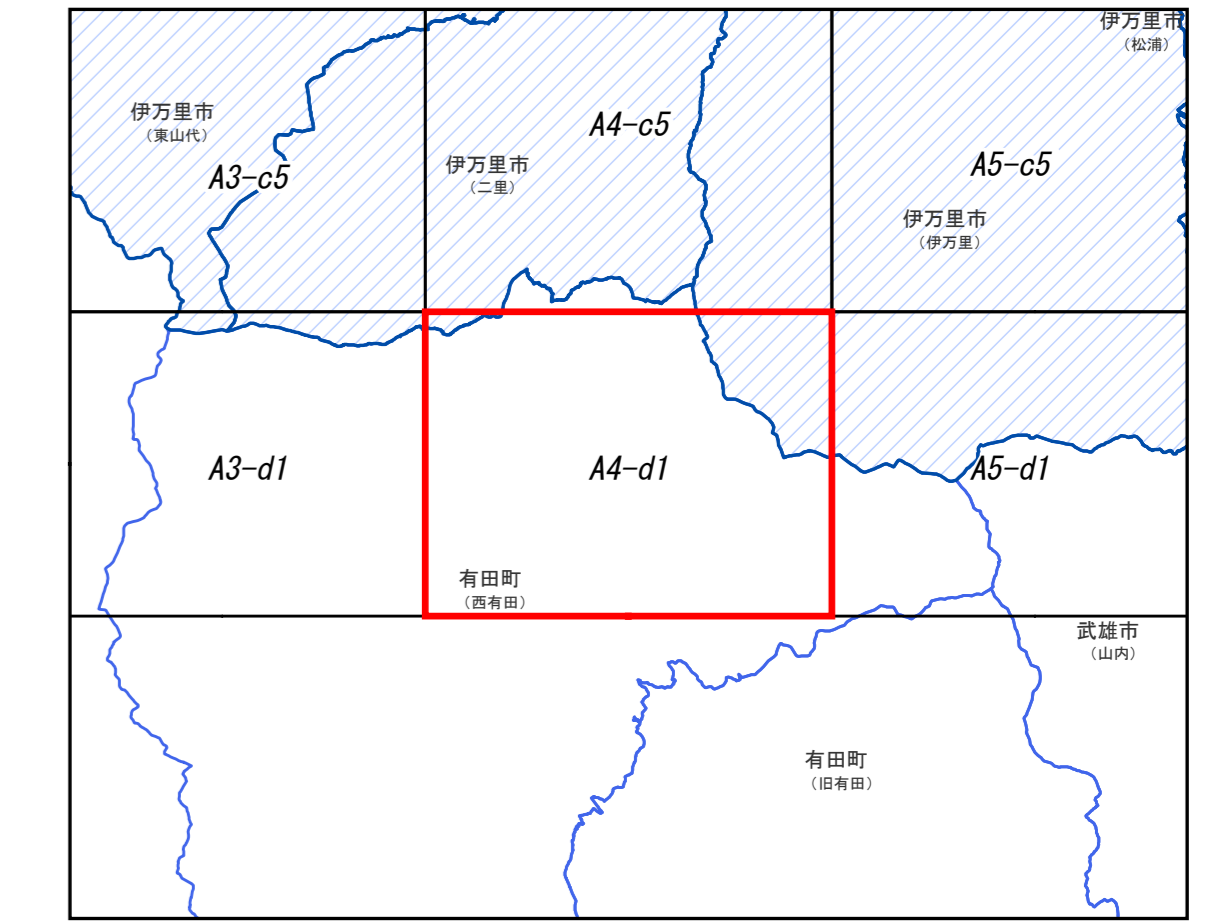 伊万里市
（松浦）
伊万里市
（東山代）
A4-c5
伊万里市
（二里）
A5-c5
A3-c5
伊万里市
（伊万里）
A3-d1
A4-d1
A5-d1
有田町
（西有田）
武雄市
（山内）
有田町
（旧有田）